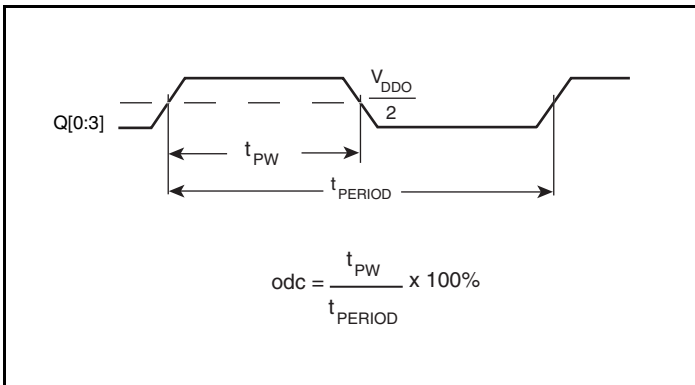 V_DDO
2
Q[0:3]
t_PW
t_PERIOD
odc = t_PW / t_PERIOD x 100%